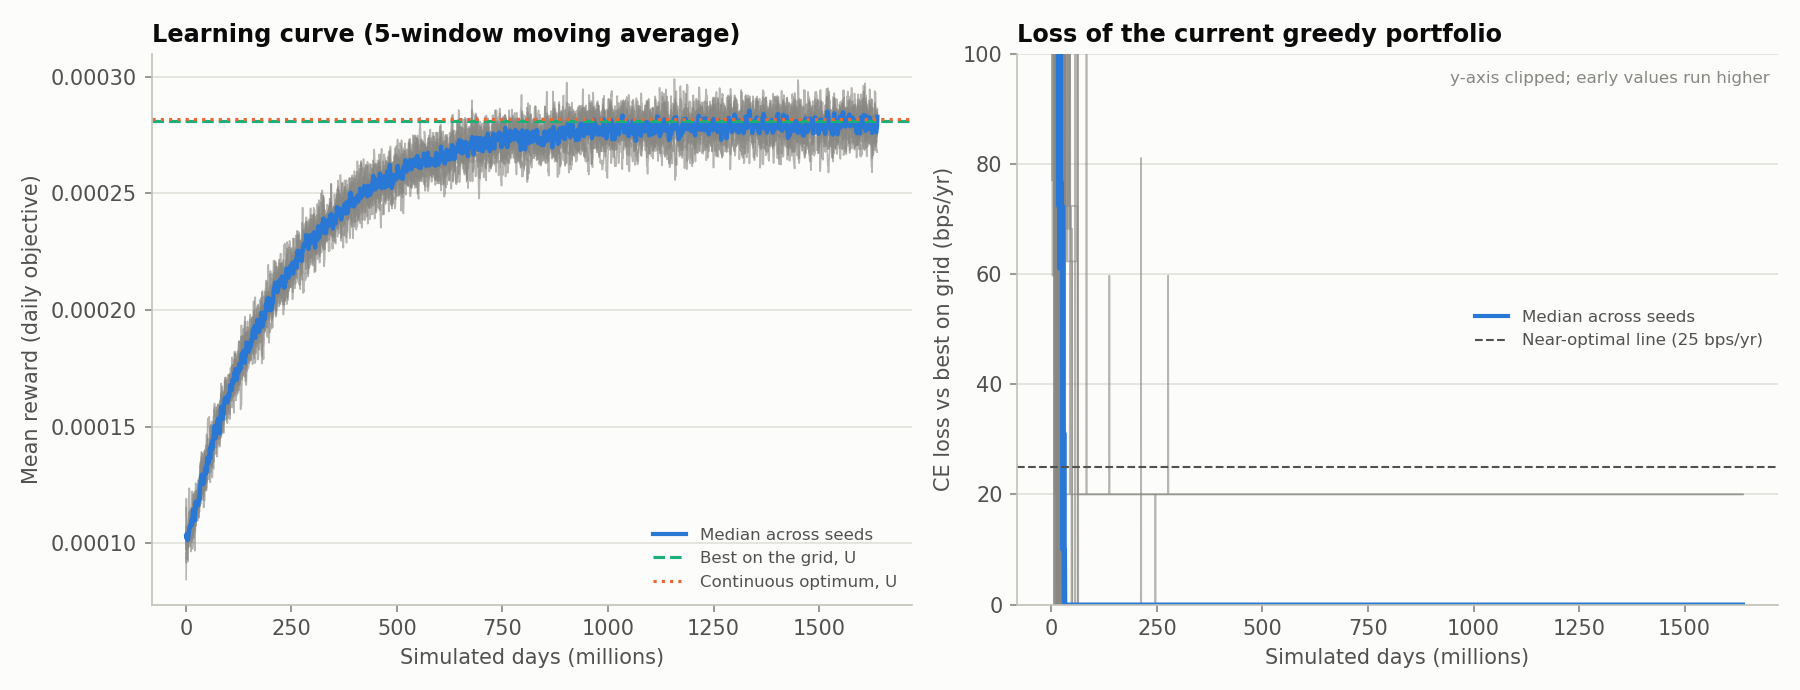 Learning curve (5-window moving average)
Mean reward (daily objective)
0.00030
0.00025
0.00020
0.00015
0.00010
Median across seeds
Best on the grid, U
Continuous optimum, U
0
250
500
750
1000
1250
1500
Simulated days (millions)
Loss of the current greedy portfolio
CE loss vs best on grid (bps/yr)
100
80
60
40
20
0
y-axis clipped; early values run higher
Median across seeds
Near-optimal line (25 bps/yr)
0
250
500
750
1000
1250
1500
Simulated days (millions)